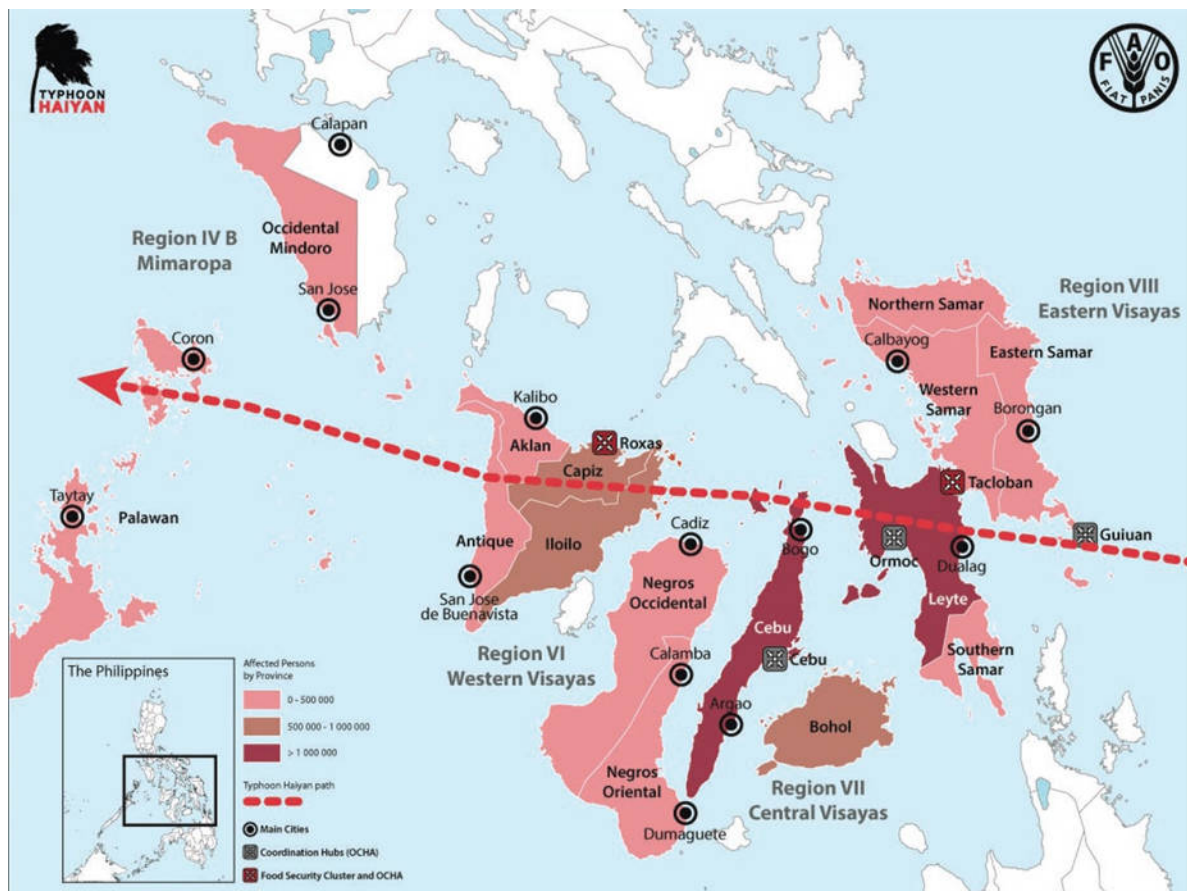 TYPHOON
HAIYAN
F A O
FIAT PANIS
Calapan
Region IV B
Mimaropa
Occidental
Mindoro
San Jose
Coron
Region VIII
Eastern Visayas
Northern Samar
Calbayog
Eastern Samar
Western
Samar
Borongan
Kalibo
Aklan
Roxas
Capiz
Tacloban
Taytay
Palawan
Antique
Iloilo
Cadiz
Bogo
Ormoc
Dualag
Guiuan
San Jose
de Buenavista
Negros
Occidental
Leyte
Cebu
Southern
Samar
Region VI
Western Visayas
Calamba
Cebu
Argao
Bohol
Negros
Oriental
Region VII
Central Visayas
Dumaguete
The Philippines
Affected Persons
by Province
0 - 500 000
500 000 - 1 000 000
> 1 000 000
Typhoon Haiyan path
Main Cities
Coordination Hubs (OCHA)
Food Security Cluster and OCHA